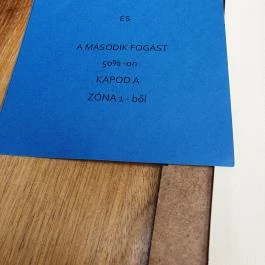 ÉS
A MÁSODIK FOGÁST
50%-on
KAPOD A
ZÓNA 1 - ből